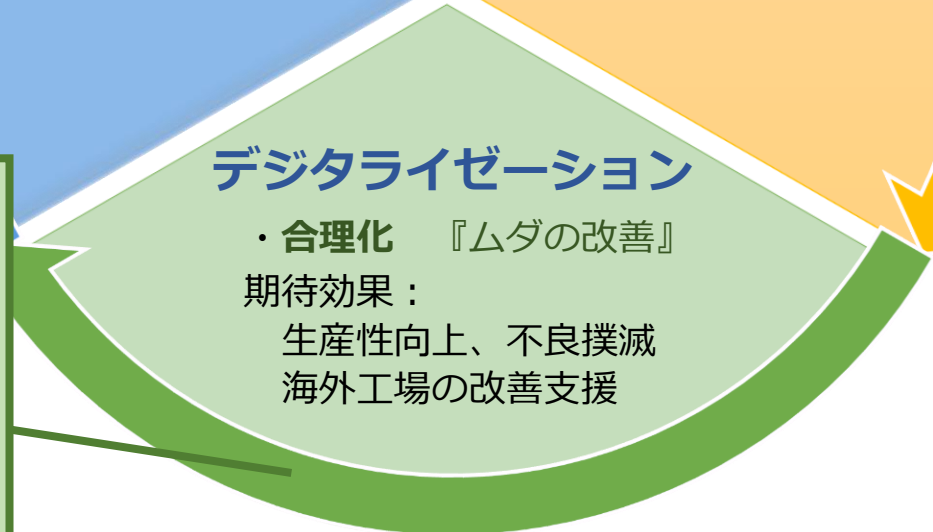 デジタライゼーション
・合理化　『ムダの改善』
期待効果：
生産性向上、不良撲滅
海外工場の改善支援